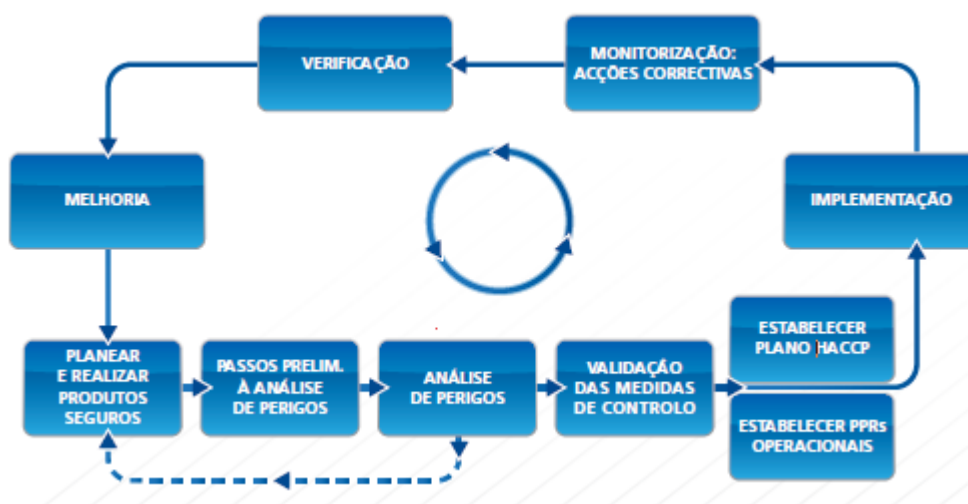 VERIFICAÇÃO
MONITORIZAÇÃO:
ACÇÕES CORRECTIVAS
MELHORIA
IMPLEMENTAÇÃO
PLANEAR
E REALIZAR
PRODUTOS
SEGUROS
PASSOS PRELIM.
À ANÁLISE
DE PERIGOS
ANÁLISE
DE PERIGOS
VALIDAÇÃO
DAS MEDIDAS
DE CONTROLO
ESTABELECER
PLANO HACCP
ESTABELECER PPRs
OPERACIONAIS